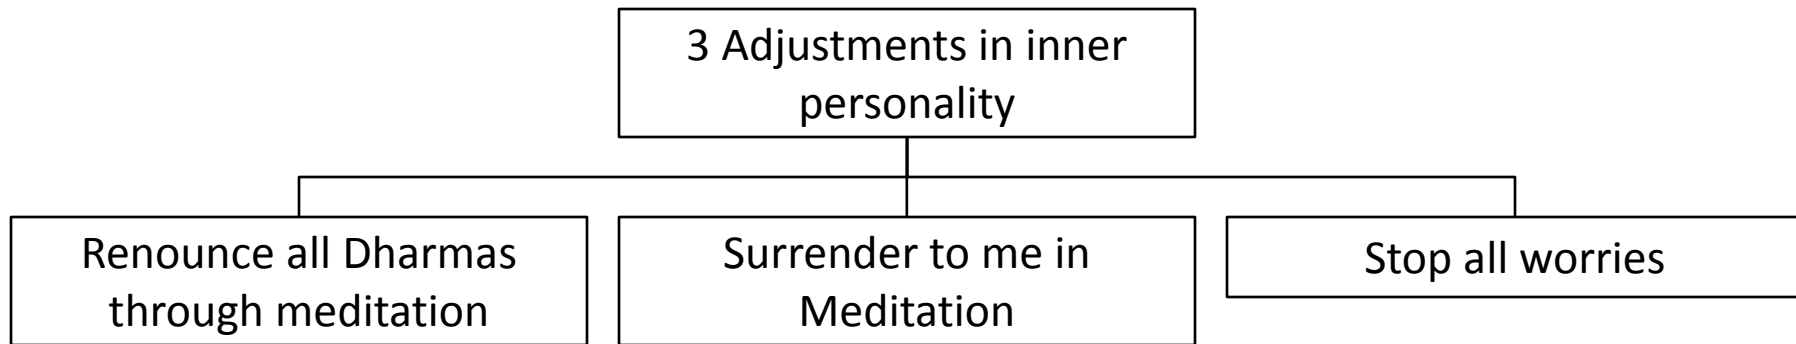 3 Adjustments in inner
personality
Renounce all Dharmas
through meditation
Surrender to me in
Meditation
Stop all worries